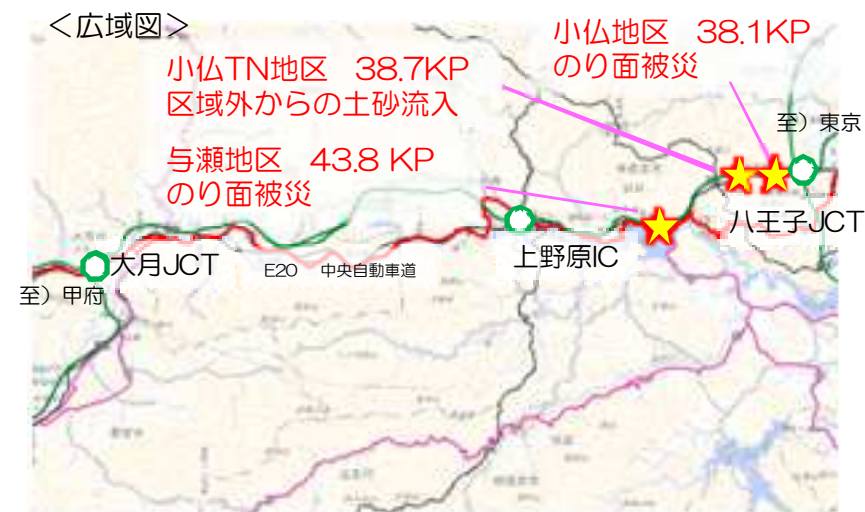 ＜広域図＞
小仏地区　38.1KP
のり面被災
小仏TN地区　38.7KP
区域外からの土砂流入
至）東京
与瀬地区　43.8 KP
のり面被災
八王子JCT
上野原IC
大月JCT
E20　中央自動車道
至）甲府